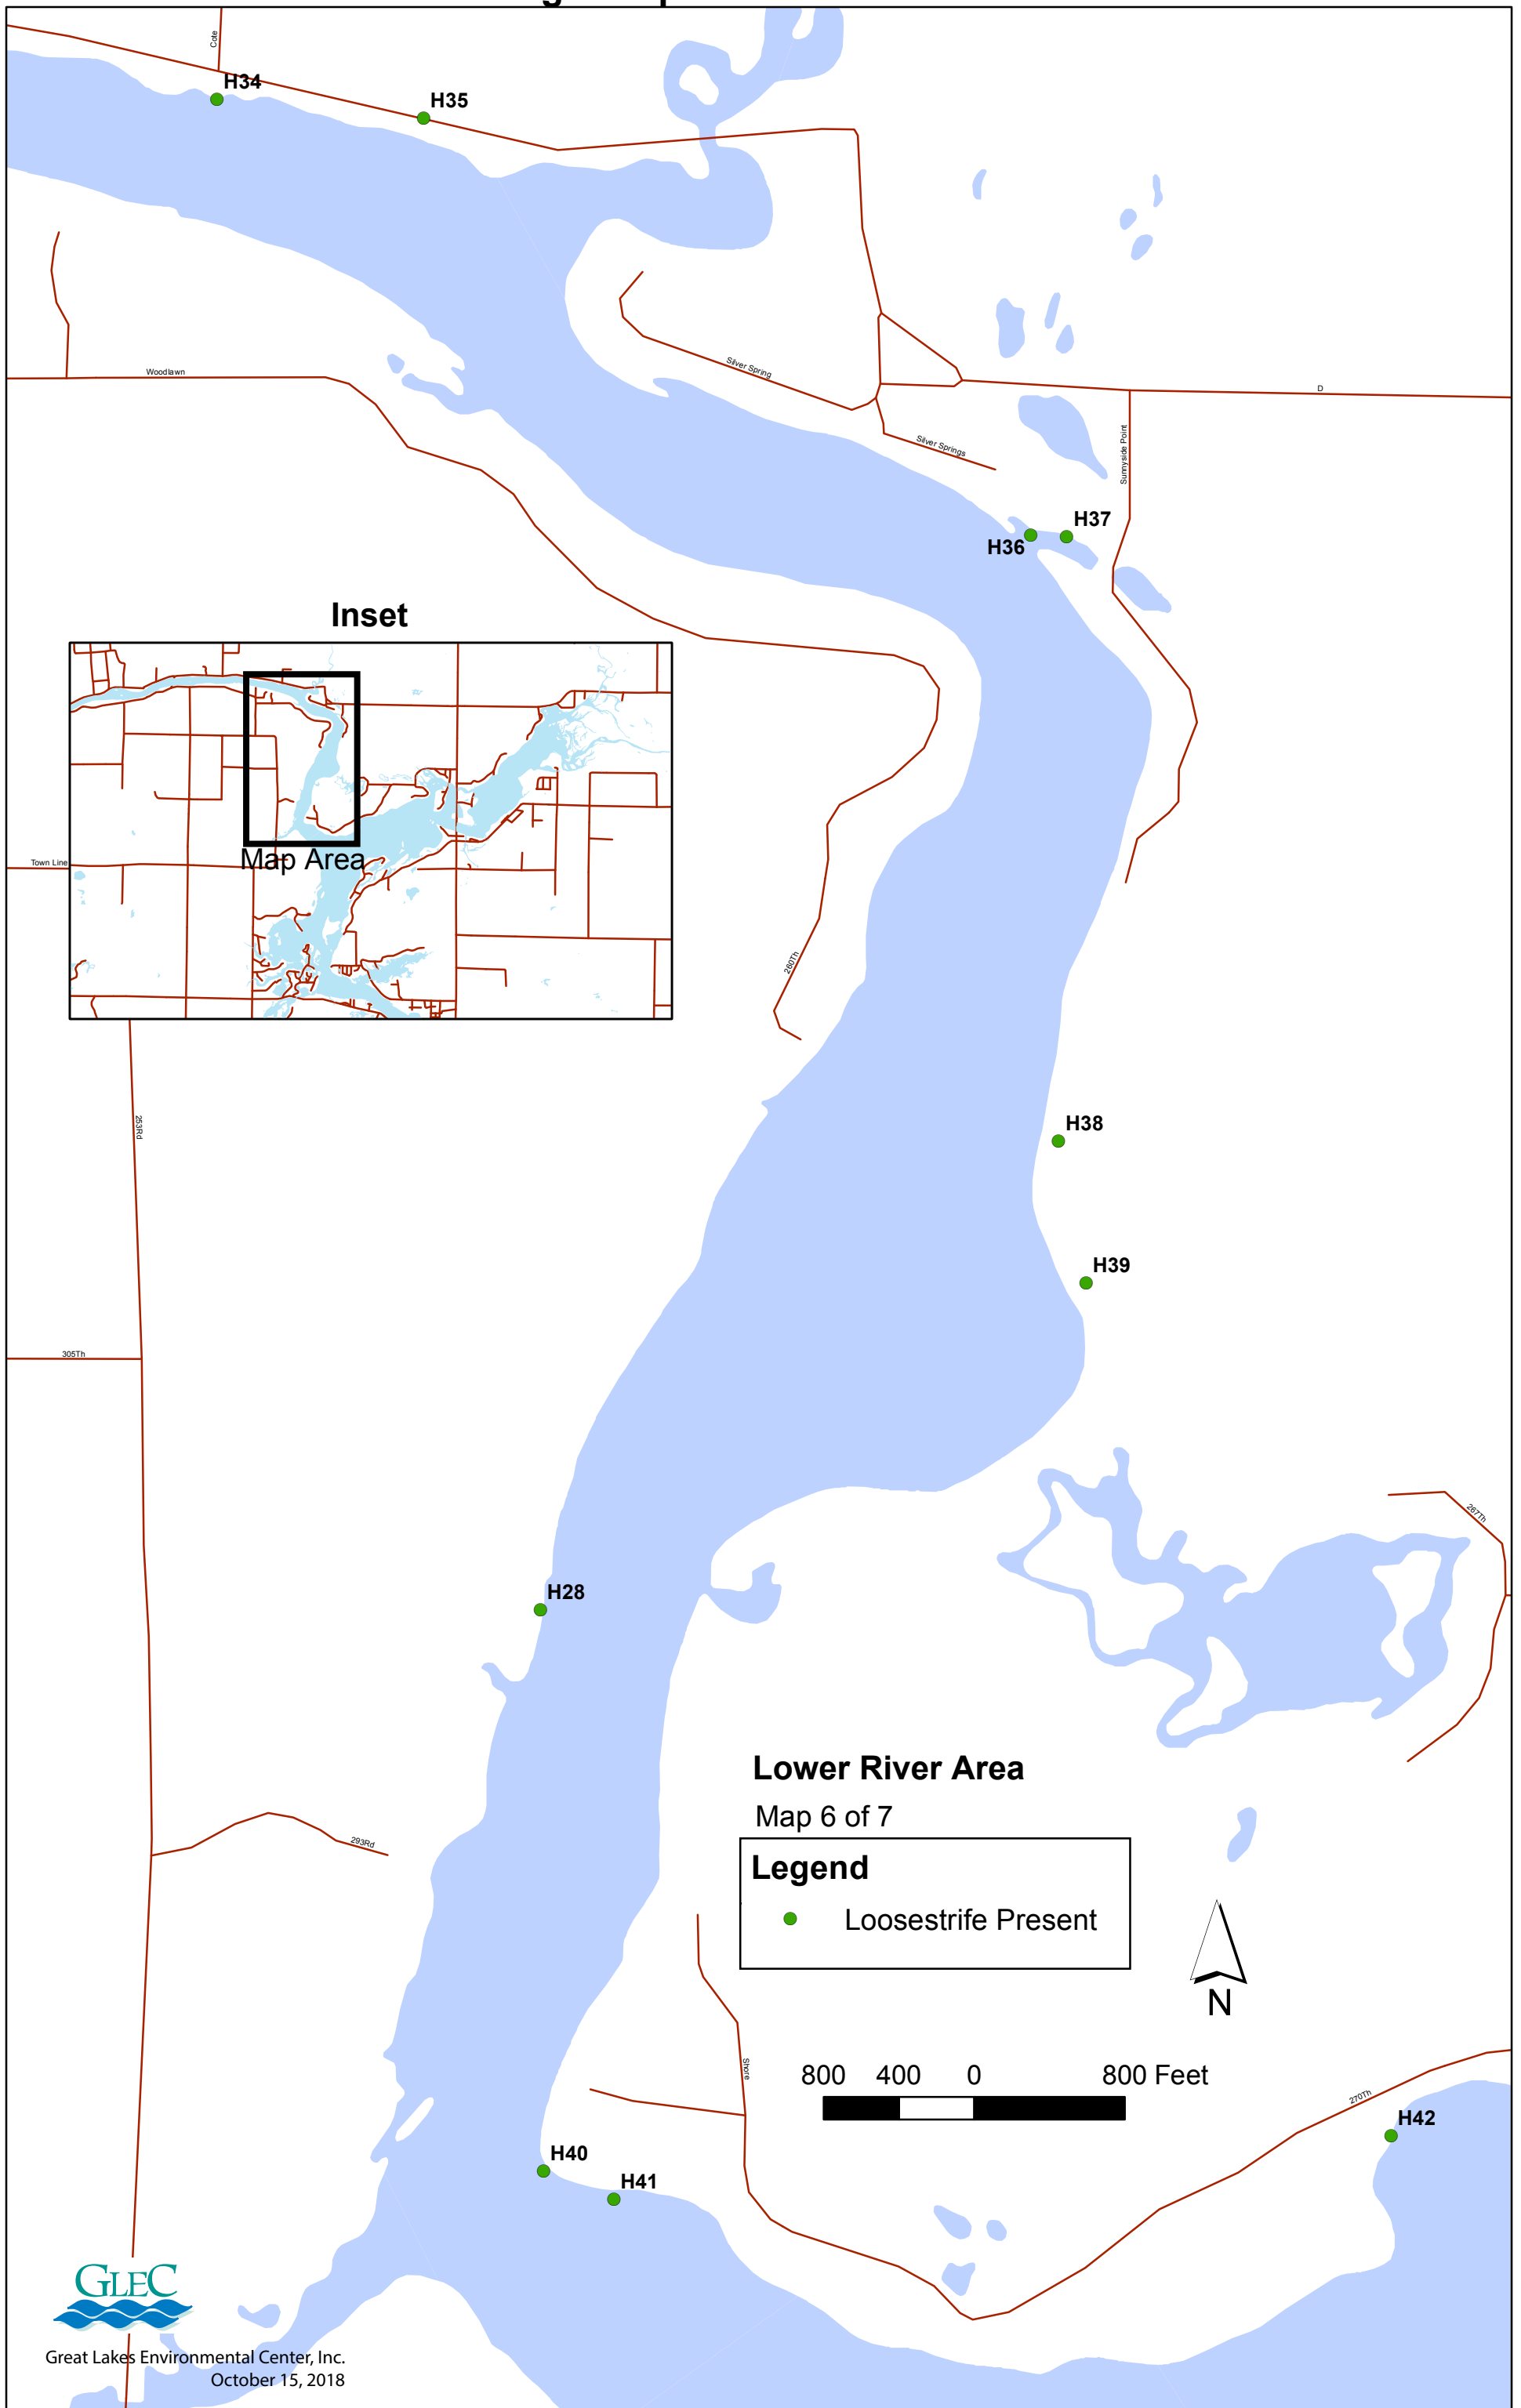 Cote
H34
H35
Woodlawn
Silver Spring
D
Silver Springs
Sunnyside Point
H37
H36
Inset
Map Area
Town Line
260Th
253Rd
H38
H39
305Th
267Th
H28
Lower River Area
Map 6 of 7
Legend
Loosestrife Present
293Rd
N
Shore
800 400 0 800 Feet
270Th
H42
H40
H41
GLEC
Great Lakes Environmental Center, Inc.
October 15, 2018